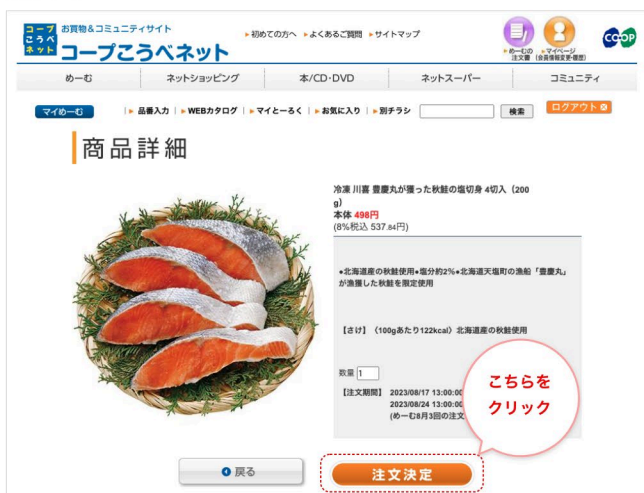 コープ
こうべ
ネット
お買物&コミュニティサイト
コープこうべネット
▶初めての方へ ▶よくあるご質問 ▶サイトマップ
▶めーむの
注文書
▶マイページ
(会員情報変更・履歴)
CO・OP
めーむ
ネットショッピング
本/CD・DVD
ネットスーパー
コミュニティ
マイめーむ
▶品番入力 | ▶WEBカタログ | ▶マイとーろく | ▶お気に入り | ▶別チラシ
検索
ログアウト
商品詳細
冷凍 川喜 豊慶丸が獲った秋鮭の塩切身 4切入(200
g)
本体 498円
(8%税込 537.84円)
●北海道産の秋鮭使用●塩分約2%●北海道天塩町の漁船「豊慶丸」
が漁獲した秋鮭を限定使用
【さけ】(100gあたり122kcal)北海道産の秋鮭使用
数量 1
【注文期間】 2023/08/17 13:00:00
2023/08/24 13:00:00
(めーむ8月3回の注文
こちらを
クリック
戻る
注文決定